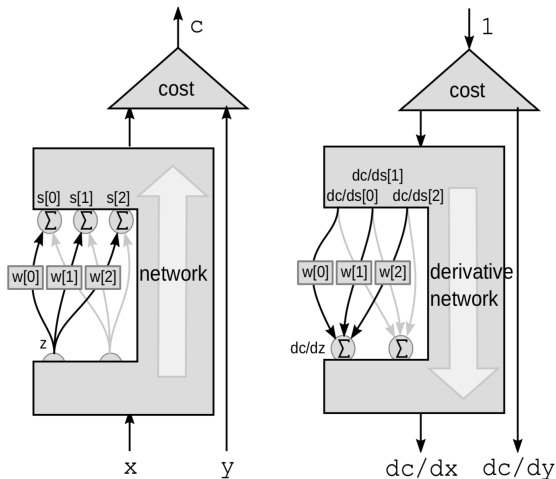 c
cost
s[0] s[1] s[2]
Σ Σ Σ
w[0] w[1] w[2]
network
z
x y
1
cost
dc/ds[1]
dc/ds[0] dc/ds[2]
w[0] w[1] w[2]
derivative
network
dc/dz Σ Σ
dc/dx dc/dy